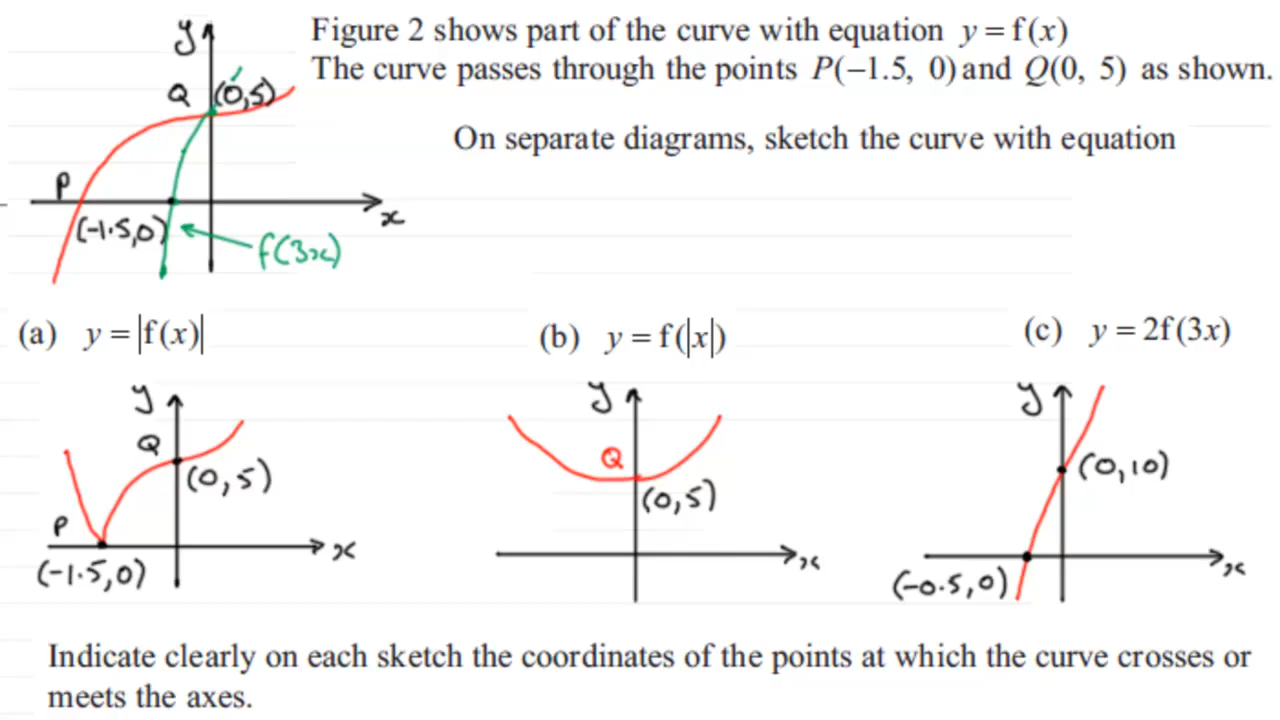 Figure 2 shows part of the curve with equation y = f(x)
The curve passes through the points P(−1.5, 0) and Q(0, 5) as shown.
On separate diagrams, sketch the curve with equation
y
Q (0,5)
P
x
(-1.5,0)
f(3x)
(a) y = |f(x)|
(b) y = f(|x|)
(c) y = 2f(3x)
y
Q
(0,5)
P
x
(-1.5,0)
y
Q
(0,5)
x
y
(0,10)
x
(-0.5,0)
Indicate clearly on each sketch the coordinates of the points at which the curve crosses or
meets the axes.